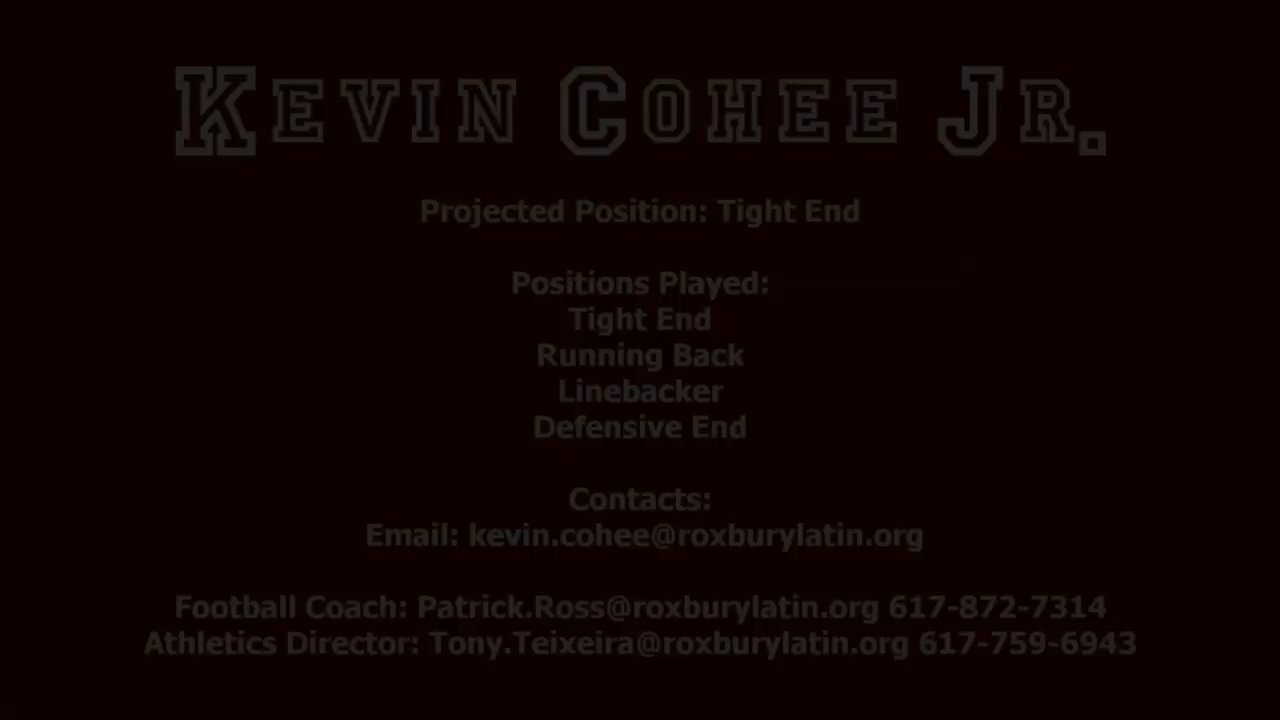 Kevin Cohee Jr.
Projected Position: Tight End
Positions Played:
Tight End
Running Back
Linebacker
Defensive End
Contacts:
Email: kevin.cohee@roxburylatin.org
Football Coach: Patrick.Ross@roxburylatin.org 617-872-7314
Athletics Director: Tony.Teixeira@roxburylatin.org 617-759-6943